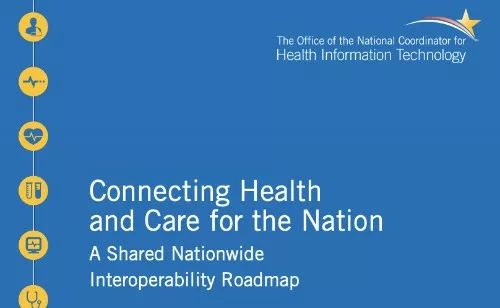 The Office of the National Coordinator for
Health Information Technology
Connecting Health
and Care for the Nation
A Shared Nationwide
Interoperability Roadmap